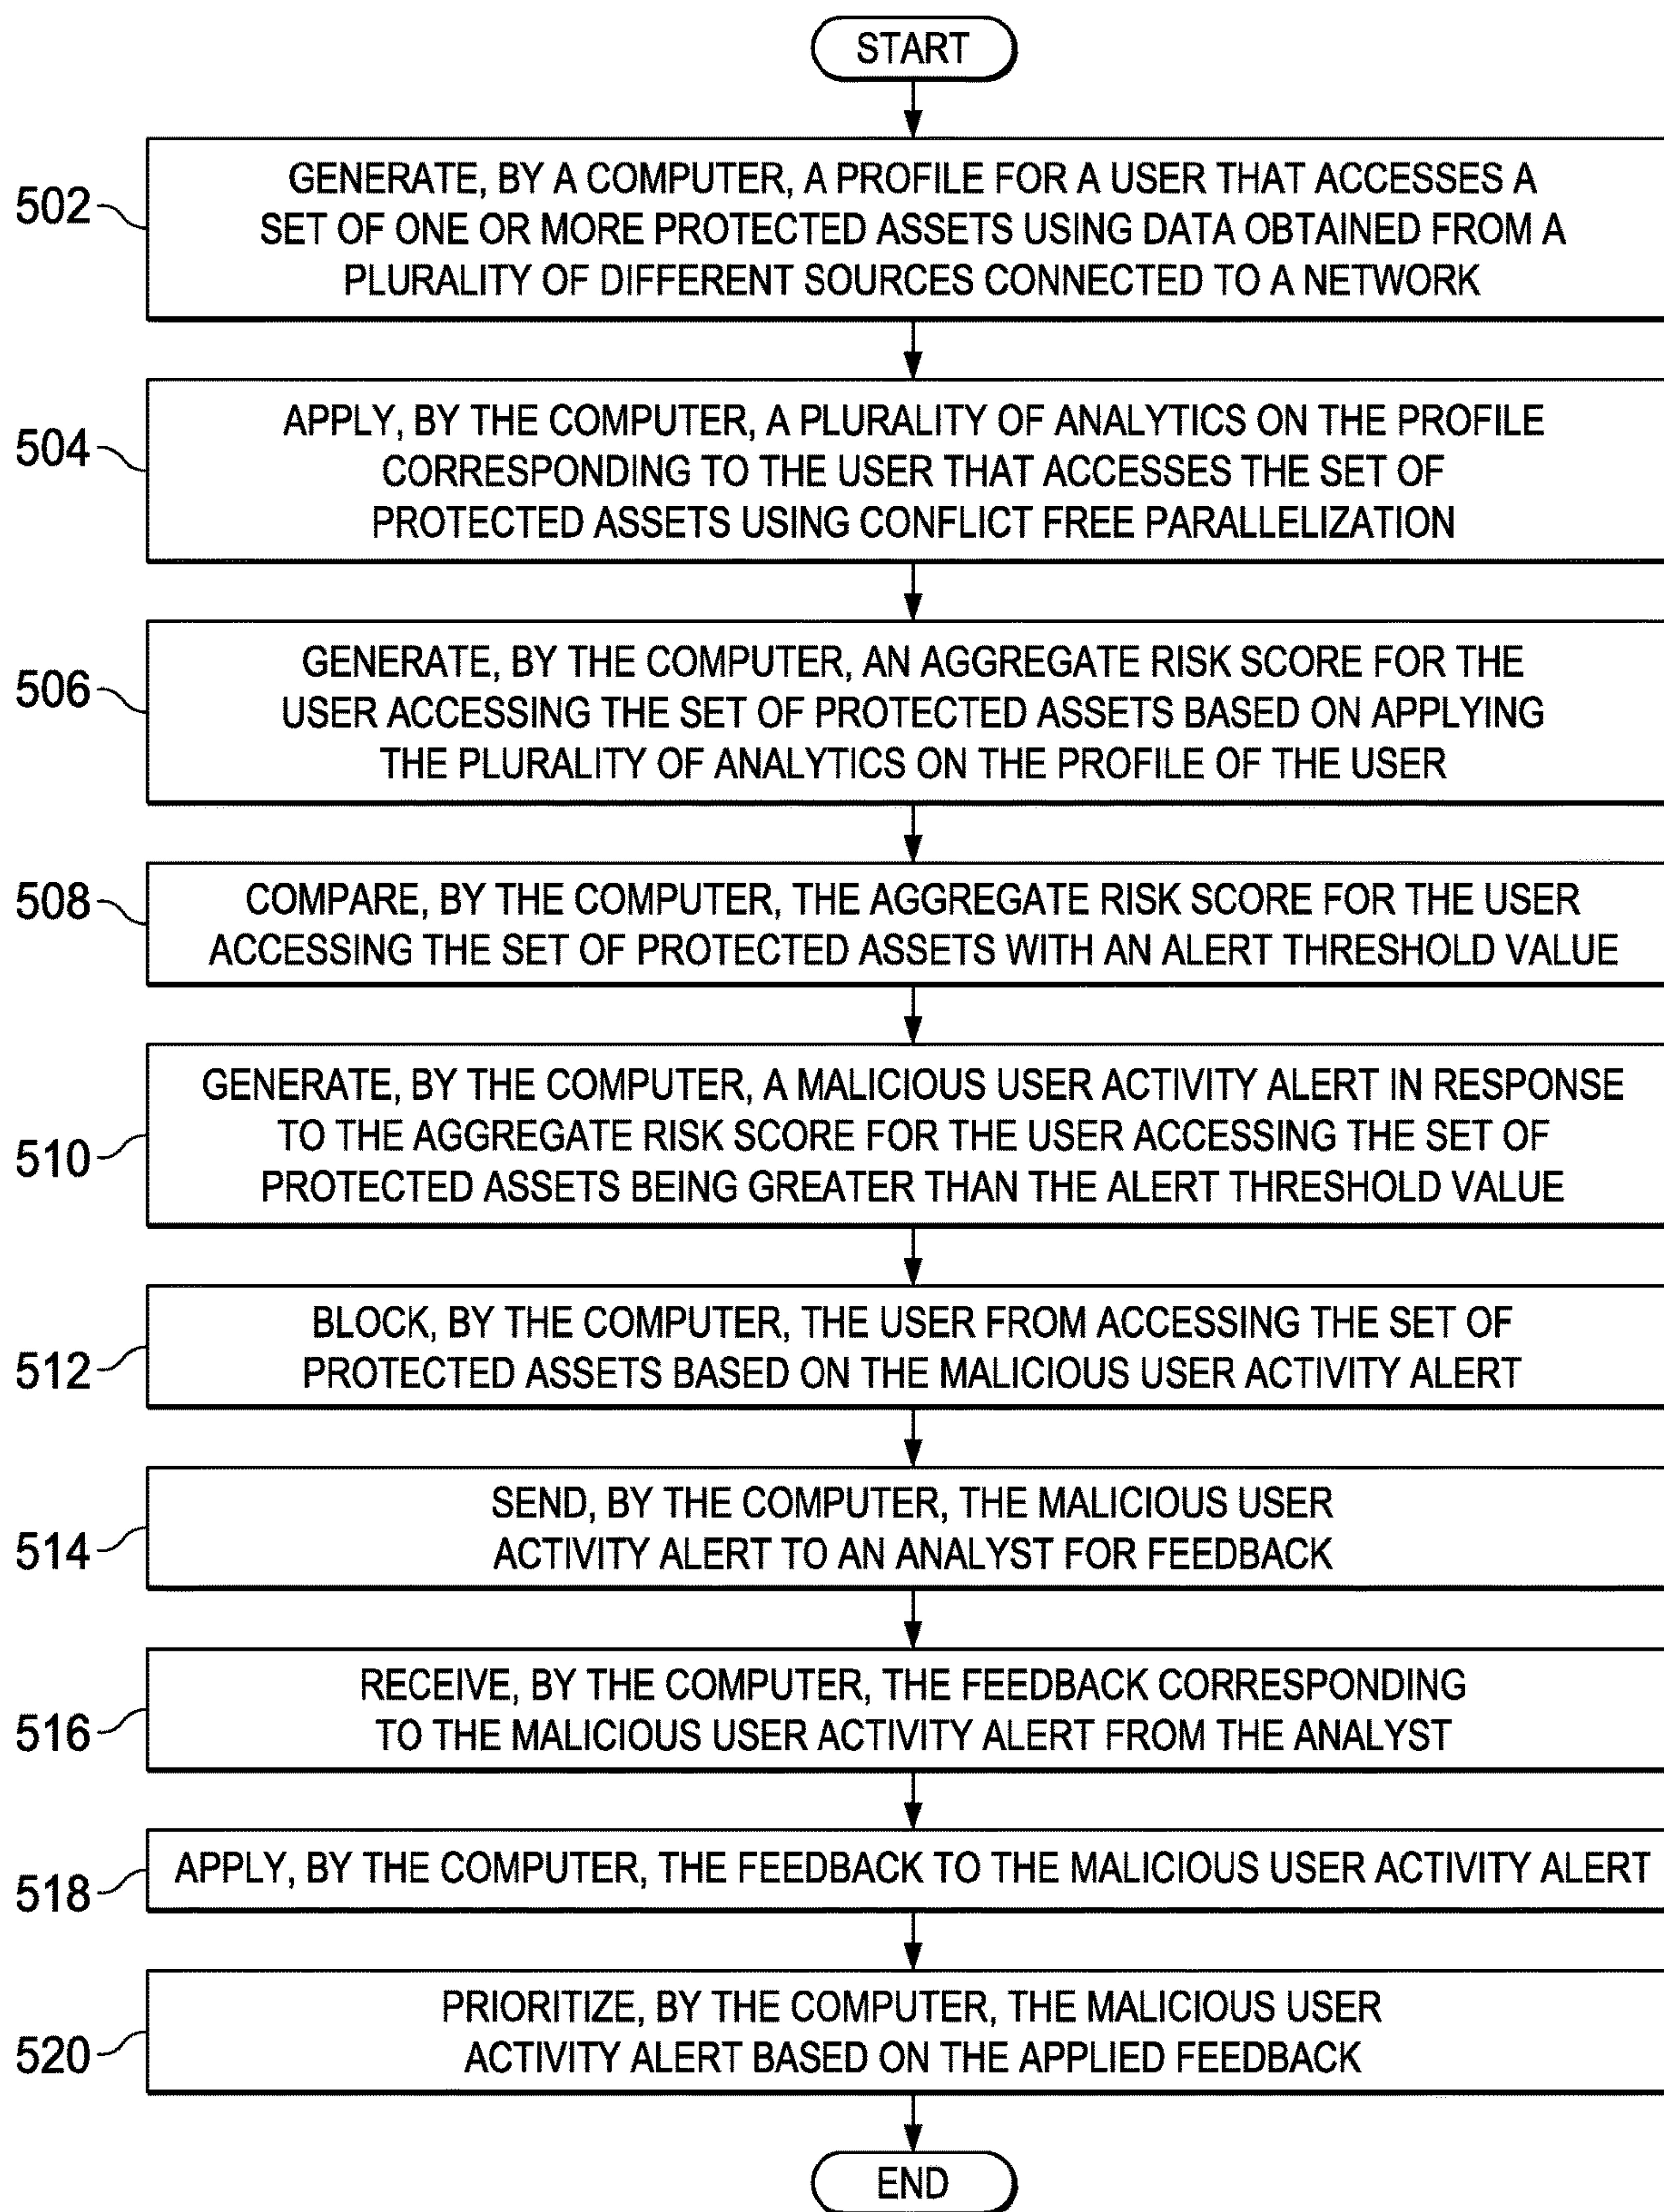 START
502
GENERATE, BY A COMPUTER, A PROFILE FOR A USER THAT ACCESSES A
SET OF ONE OR MORE PROTECTED ASSETS USING DATA OBTAINED FROM A
PLURALITY OF DIFFERENT SOURCES CONNECTED TO A NETWORK
504
APPLY, BY THE COMPUTER, A PLURALITY OF ANALYTICS ON THE PROFILE
CORRESPONDING TO THE USER THAT ACCESSES THE SET OF
PROTECTED ASSETS USING CONFLICT FREE PARALLELIZATION
506
GENERATE, BY THE COMPUTER, AN AGGREGATE RISK SCORE FOR THE
USER ACCESSING THE SET OF PROTECTED ASSETS BASED ON APPLYING
THE PLURALITY OF ANALYTICS ON THE PROFILE OF THE USER
508
COMPARE, BY THE COMPUTER, THE AGGREGATE RISK SCORE FOR THE USER
ACCESSING THE SET OF PROTECTED ASSETS WITH AN ALERT THRESHOLD VALUE
510
GENERATE, BY THE COMPUTER, A MALICIOUS USER ACTIVITY ALERT IN RESPONSE
TO THE AGGREGATE RISK SCORE FOR THE USER ACCESSING THE SET OF
PROTECTED ASSETS BEING GREATER THAN THE ALERT THRESHOLD VALUE
512
BLOCK, BY THE COMPUTER, THE USER FROM ACCESSING THE SET OF
PROTECTED ASSETS BASED ON THE MALICIOUS USER ACTIVITY ALERT
514
SEND, BY THE COMPUTER, THE MALICIOUS USER
ACTIVITY ALERT TO AN ANALYST FOR FEEDBACK
516
RECEIVE, BY THE COMPUTER, THE FEEDBACK CORRESPONDING
TO THE MALICIOUS USER ACTIVITY ALERT FROM THE ANALYST
518
APPLY, BY THE COMPUTER, THE FEEDBACK TO THE MALICIOUS USER ACTIVITY ALERT
520
PRIORITIZE, BY THE COMPUTER, THE MALICIOUS USER
ACTIVITY ALERT BASED ON THE APPLIED FEEDBACK
END